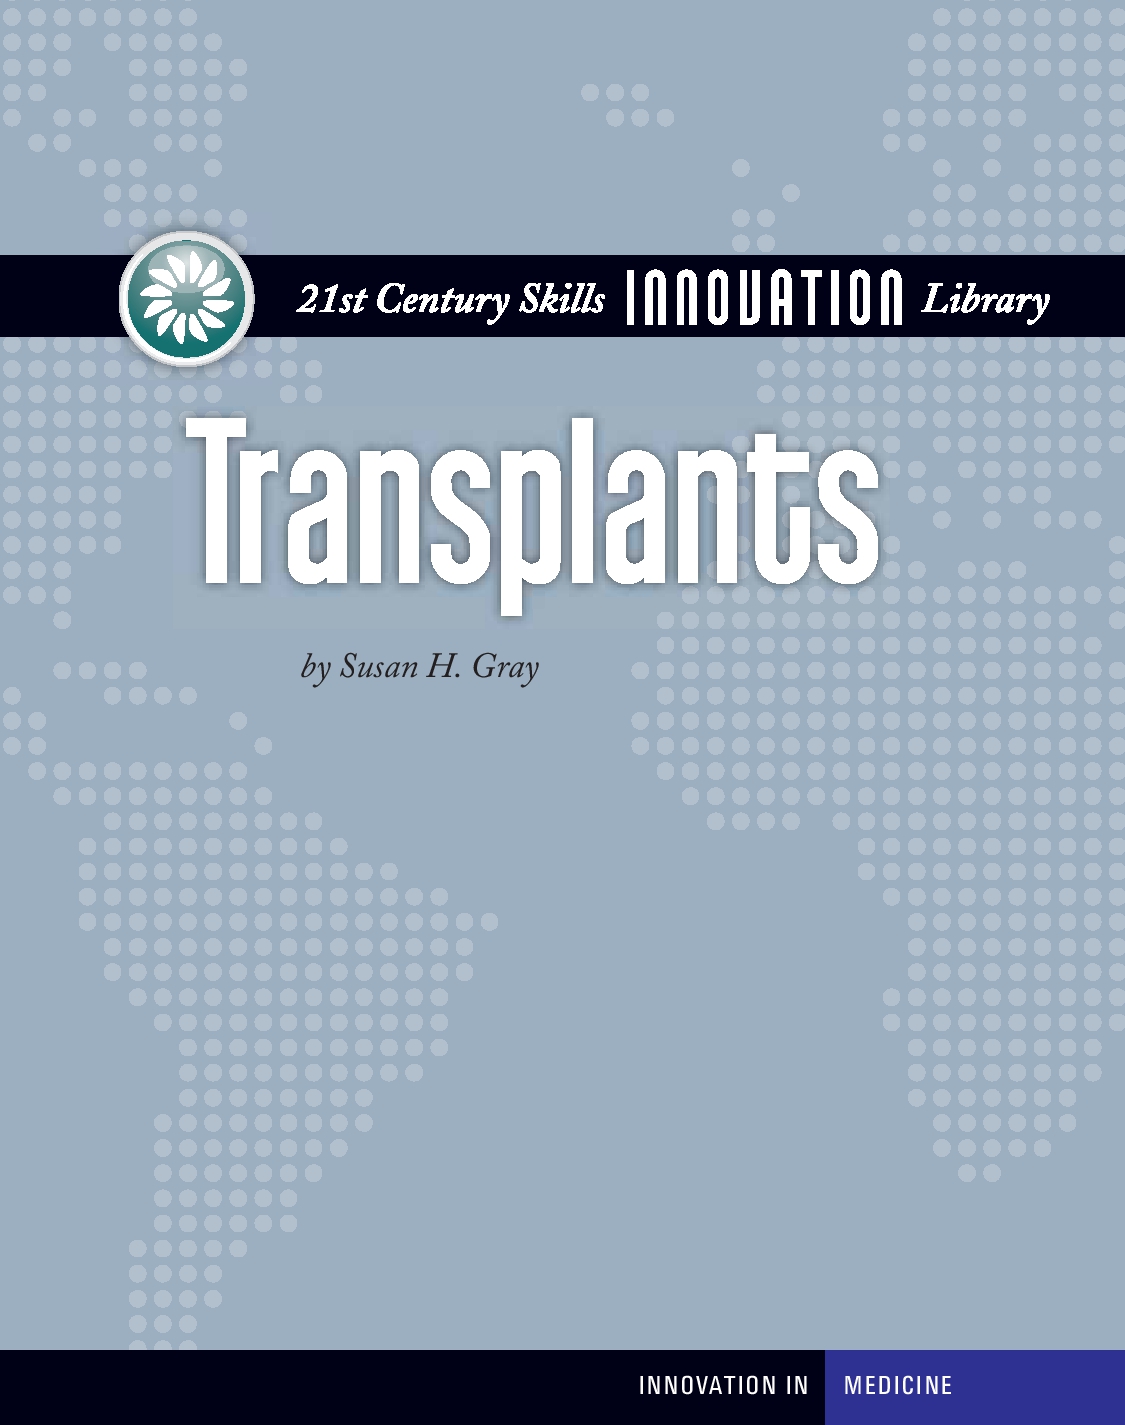 21st Century Skills INNOVATION Library
Transplants
by Susan H. Gray
INNOVATION IN MEDICINE